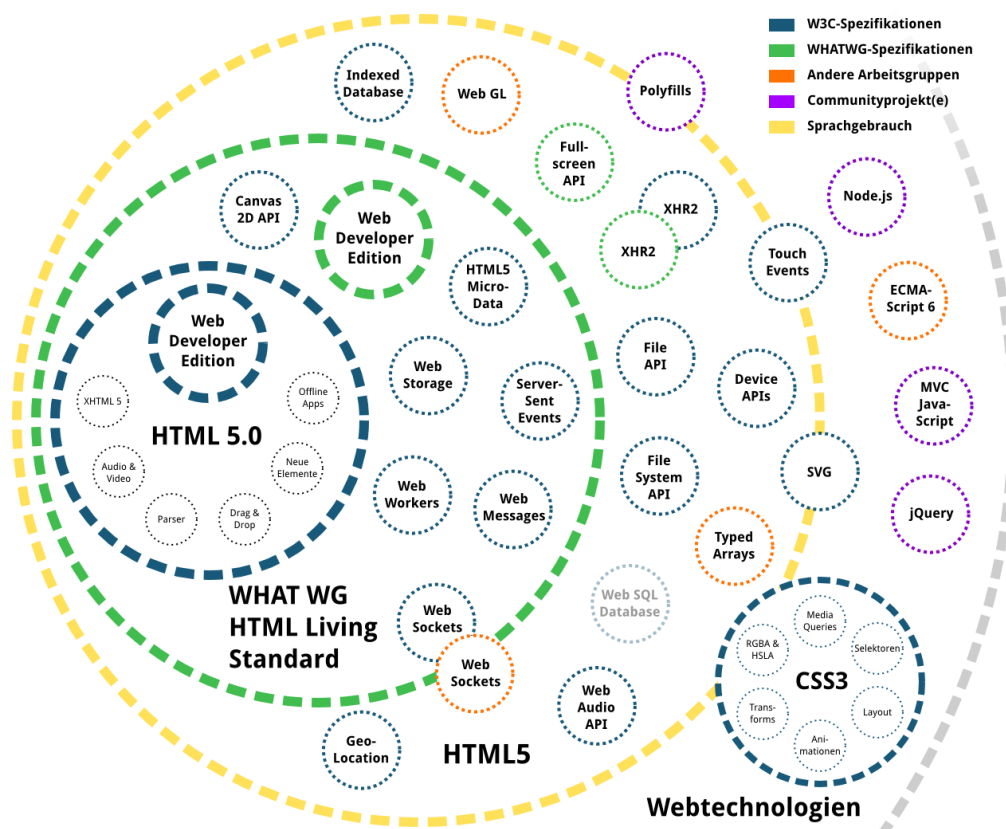 W3C-Spezifikationen
WHATWG-Spezifikationen
Andere Arbeitsgruppen
Communityprojekt(e)
Sprachgebrauch
Indexed
Database
Web GL
Polyfills
Full-
screen
API
Node.js
Canvas
2D API
Web
Developer
Edition
XHR2
XHR2
Touch
Events
HTML5
Micro-
Data
ECMA-
Script 6
Web
Developer
Edition
File
API
Web
Storage
Server-
Sent
Events
Device
APIs
MVC
Java-
Script
XHTML 5
Offline
Apps
HTML 5.0
Audio &
Video
Neue
Elemente
Parser
Drag &
Drop
Web
Workers
Web
Messages
File
System
API
SVG
jQuery
Typed
Arrays
WHAT WG
HTML Living
Standard
Web
Sockets
Web
Sockets
Web SQL
Database
Media
Queries
RGBA &
HSLA
Selektoren
CSS3
Trans-
forms
Layout
Ani-
mationen
Web
Audio
API
Geo-
Location
HTML5
Webtechnologien